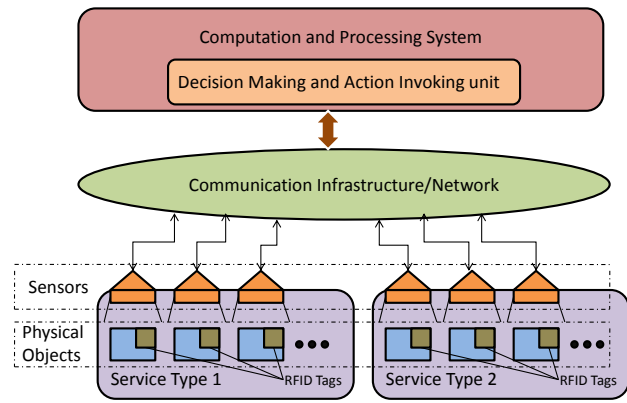 Computation and Processing System
Decision Making and Action Invoking unit
Communication Infrastructure/Network
Sensors
Physical
Objects
Service Type 1
RFID Tags
Service Type 2
RFID Tags